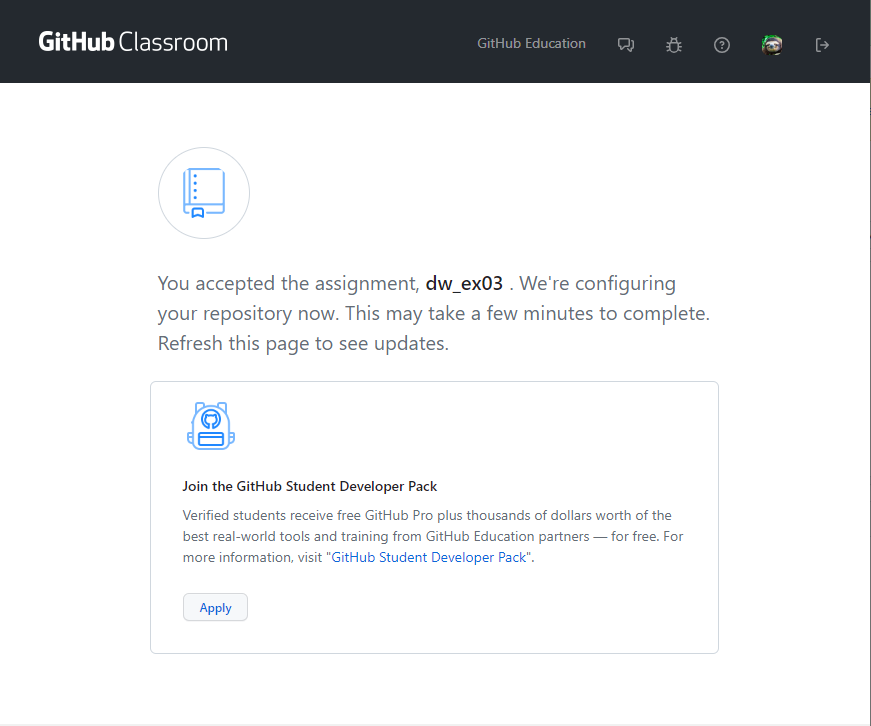 GitHub Classroom
GitHub Education
You accepted the assignment, dw_ex03 . We're configuring
your repository now. This may take a few minutes to complete.
Refresh this page to see updates.
Join the GitHub Student Developer Pack
Verified students receive free GitHub Pro plus thousands of dollars worth of the
best real-world tools and training from GitHub Education partners — for free. For
more information, visit "GitHub Student Developer Pack".
Apply